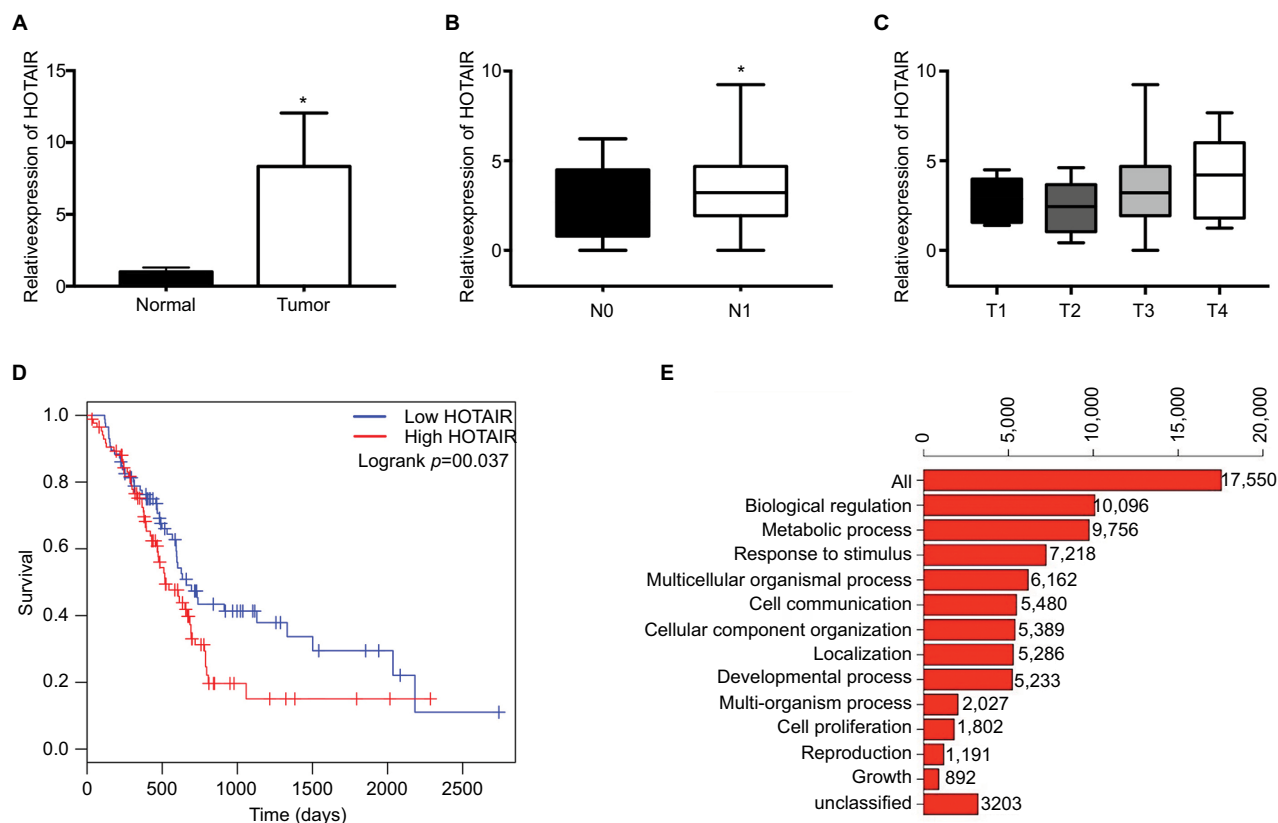 A
Relativeexpression of HOTAIR
15
10
5
0
*
Normal
Tumor
B
Relativeexpression of HOTAIR
10
5
0
*
N0
N1
C
Relativeexpression of HOTAIR
10
5
0
T1
T2
T3
T4
D
Survival
1.0
0.8
0.6
0.4
0.2
0.0
Low HOTAIR
High HOTAIR
Logrank p=00.037
0
500
1000
1500
2000
2500
Time (days)
E
0
5,000
10,000
15,000
20,000
All 17,550
Biological regulation 10,096
Metabolic process 9,756
Response to stimulus 7,218
Multicellular organismal process 6,162
Cell communication 5,480
Cellular component organization 5,389
Localization 5,286
Developmental process 5,233
Multi-organism process 2,027
Cell proliferation 1,802
Reproduction 1,191
Growth 892
unclassified 3203